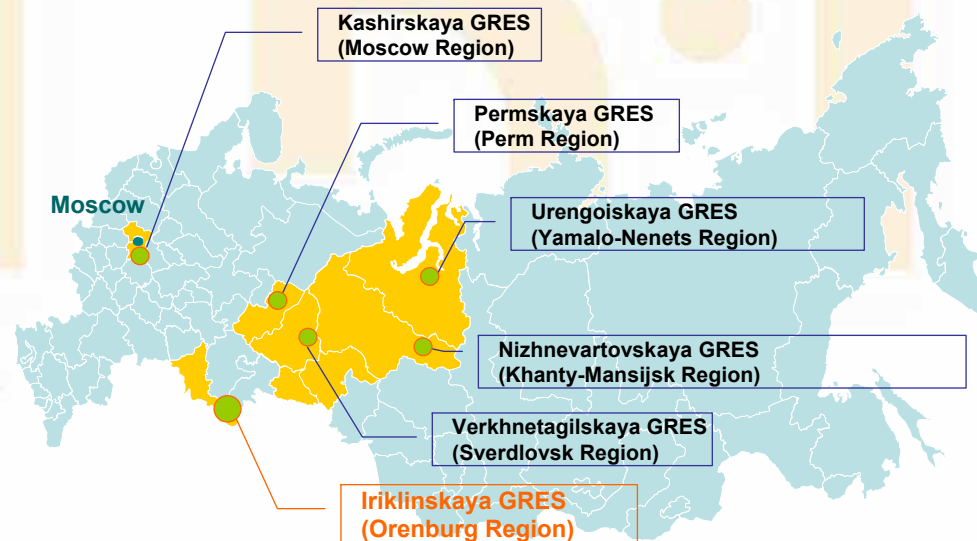 Kashirskaya GRES
(Moscow Region)
Permskaya GRES
(Perm Region)
Moscow
Urengoiskaya GRES
(Yamalo-Nenets Region)
Nizhnevartovskaya GRES
(Khanty-Mansijsk Region)
Verkhnetagilskaya GRES
(Sverdlovsk Region)
Iriklinskaya GRES
(Orenburg Region)